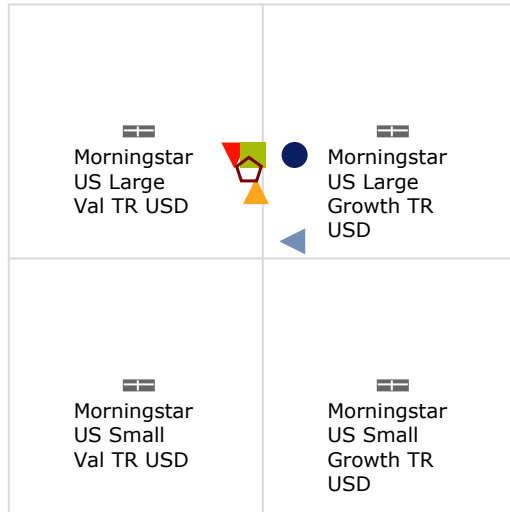 Morningstar
US Large
Val TR USD
Morningstar
US Large
Growth TR
USD
Morningstar
US Small
Val TR USD
Morningstar
US Small
Growth TR
USD